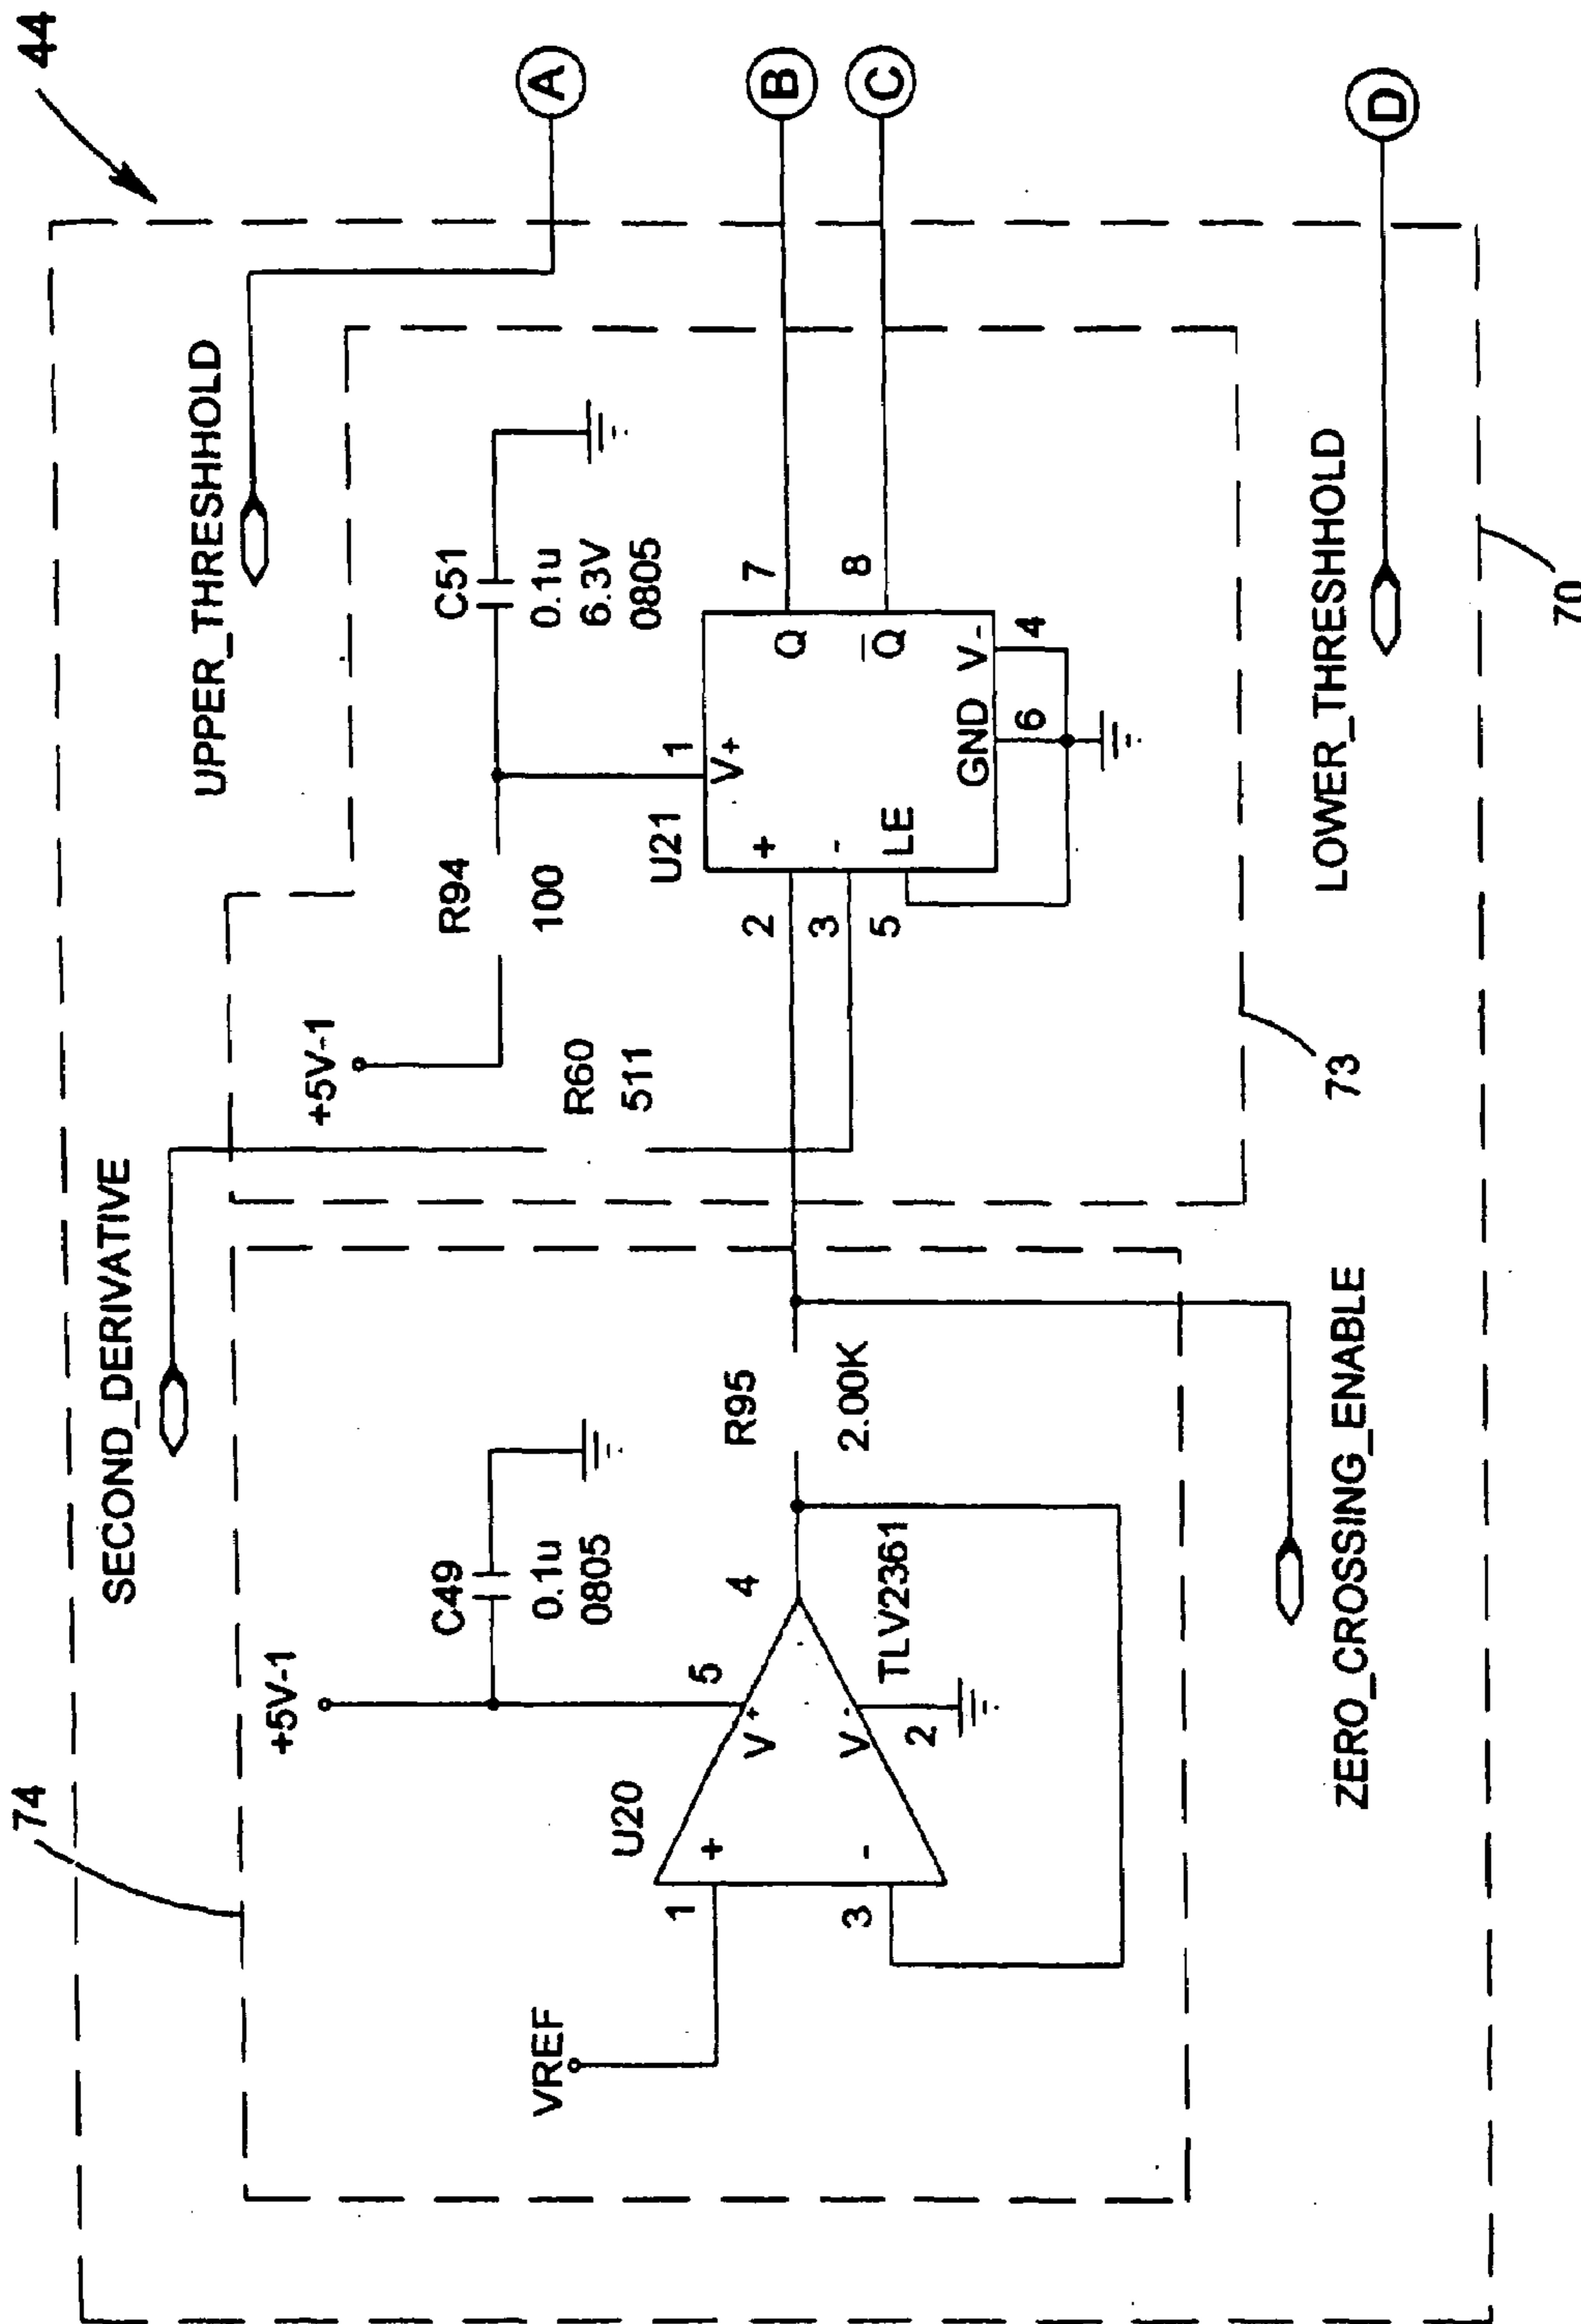 44
UPPER_THRESHHOLD
A
SECOND_DERIVATIVE
74
+5V-1
C49
0.1u
0805
VREF
U20
1
+
3
-
5
V+
V-
2
4
TLV2361
R95
2.00K
ZERO_CROSSING_ENABLE
+5V-1
R94
100
R60
511
C51
0.1u
6.3V
0805
U21
1
V+
2
+
3
-
5
LE
Q
7
Q̅
8
GND
6
V-
4
B
C
73
LOWER_THRESHHOLD
D
70